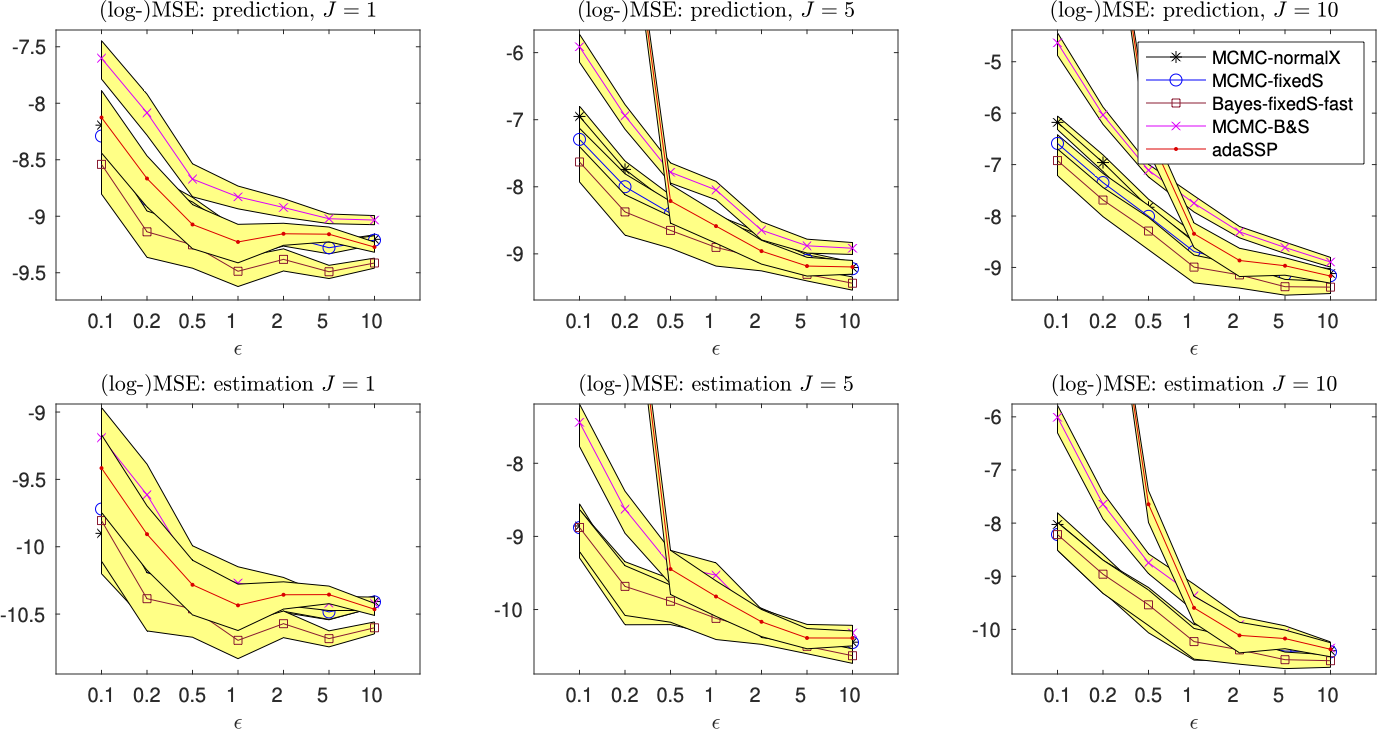 (log-)MSE: prediction, J = 1
-7.5
-8
-8.5
-9
-9.5
0.1 0.2 0.5 1 2 5 10
ϵ
(log-)MSE: prediction, J = 5
-6
-7
-8
-9
0.1 0.2 0.5 1 2 5 10
ϵ
(log-)MSE: prediction, J = 10
-5
-6
-7
-8
-9
MCMC-normalX
MCMC-fixedS
Bayes-fixedS-fast
MCMC-B&S
adaSSP
0.1 0.2 0.5 1 2 5 10
ϵ
(log-)MSE: estimation J = 1
-9
-9.5
-10
-10.5
0.1 0.2 0.5 1 2 5 10
ϵ
(log-)MSE: estimation J = 5
-8
-9
-10
0.1 0.2 0.5 1 2 5 10
ϵ
(log-)MSE: estimation J = 10
-6
-7
-8
-9
-10
0.1 0.2 0.5 1 2 5 10
ϵ